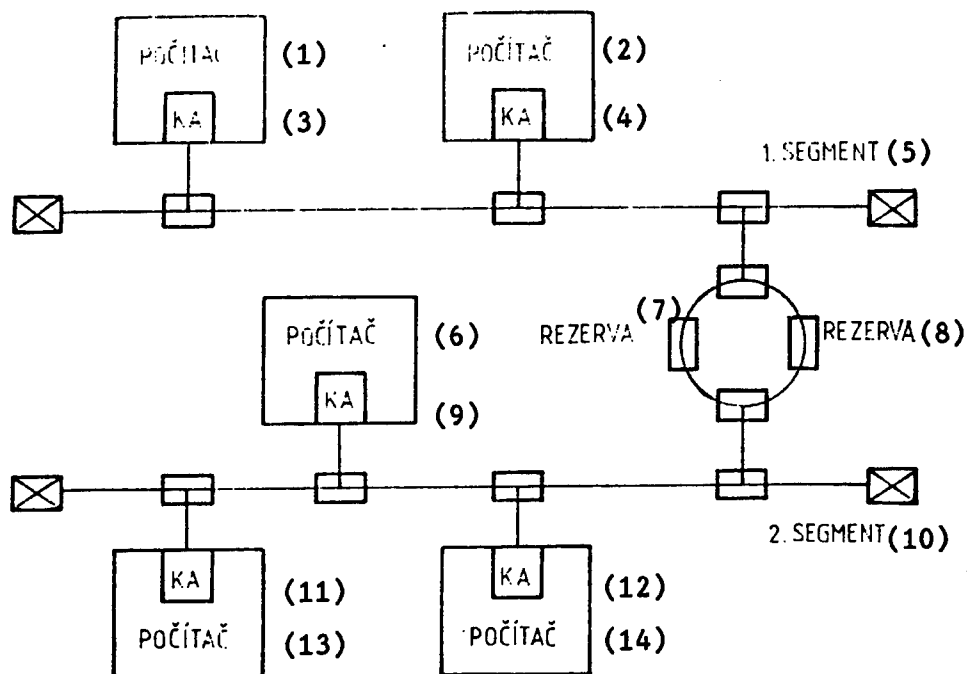 POČÍTAČ (1)
POČÍTAČ (2)
KA (3)
KA (4)
1. SEGMENT (5)
POČÍTAČ (6)
REZERVA (7)
REZERVA (8)
KA (9)
2. SEGMENT (10)
KA (11)
KA (12)
POČÍTAČ (13)
POČÍTAČ (14)